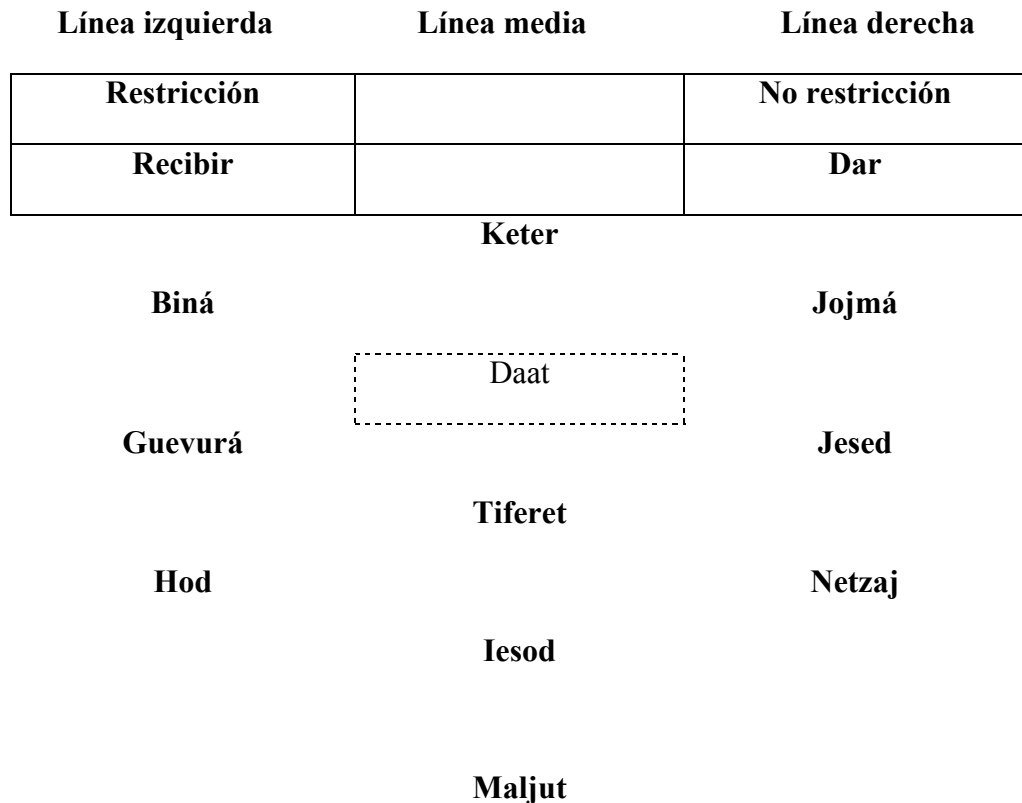 Línea izquierda Línea media Línea derecha
Restricción No restricción
Recibir Dar
Keter
Biná Jojmá
Daat
Guevurá Jesed
Tiferet
Hod Netzaj
Iesod
Maljut